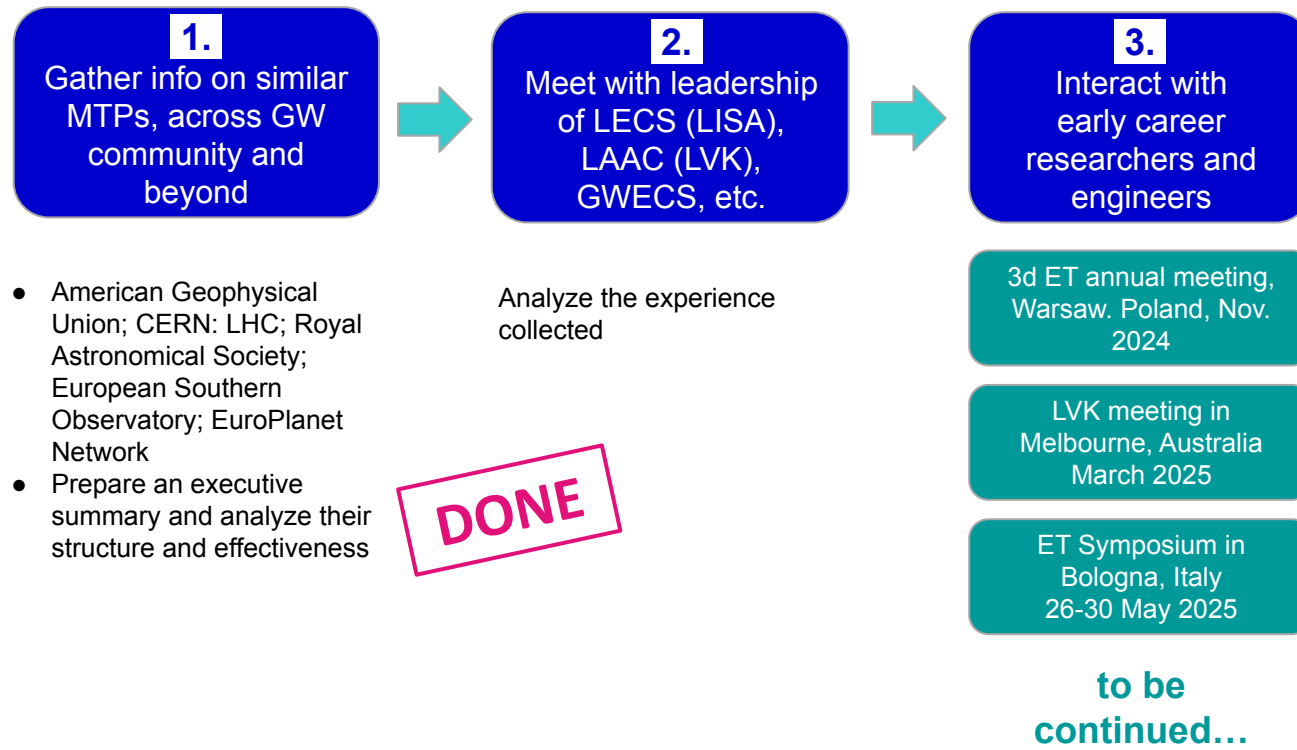 1.
Gather info on similar
MTPs, across GW
community and
beyond
2.
Meet with leadership
of LECS (LISA),
LAAC (LVK),
GWECS, etc.
3.
Interact with
early career
researchers and
engineers
● American Geophysical
Union; CERN: LHC; Royal
Astronomical Society;
European Southern
Observatory; EuroPlanet
Network
● Prepare an executive
summary and analyze their
structure and effectiveness
DONE
Analyze the experience
collected
3d ET annual meeting,
Warsaw. Poland, Nov.
2024
LVK meeting in
Melbourne, Australia
March 2025
ET Symposium in
Bologna, Italy
26-30 May 2025
to be
continued…